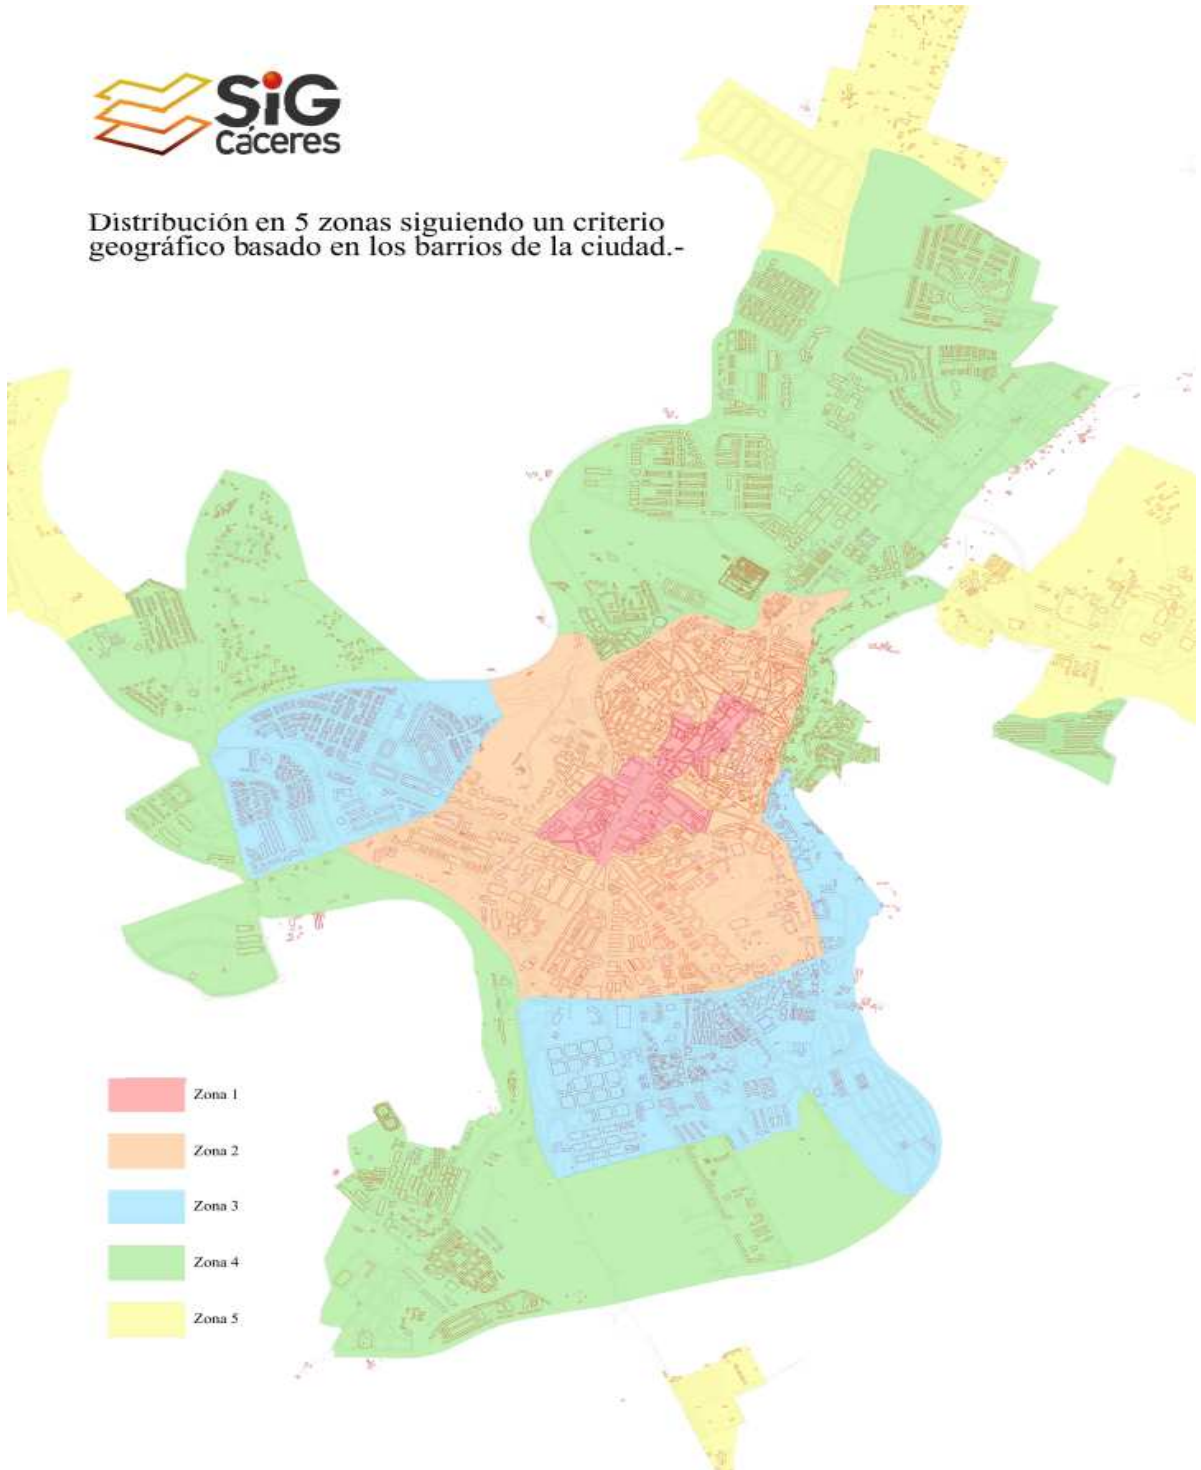 SiG
Cáceres
Distribución en 5 zonas siguiendo un criterio
geográfico basado en los barrios de la ciudad.-
Zona 1
Zona 2
Zona 3
Zona 4
Zona 5